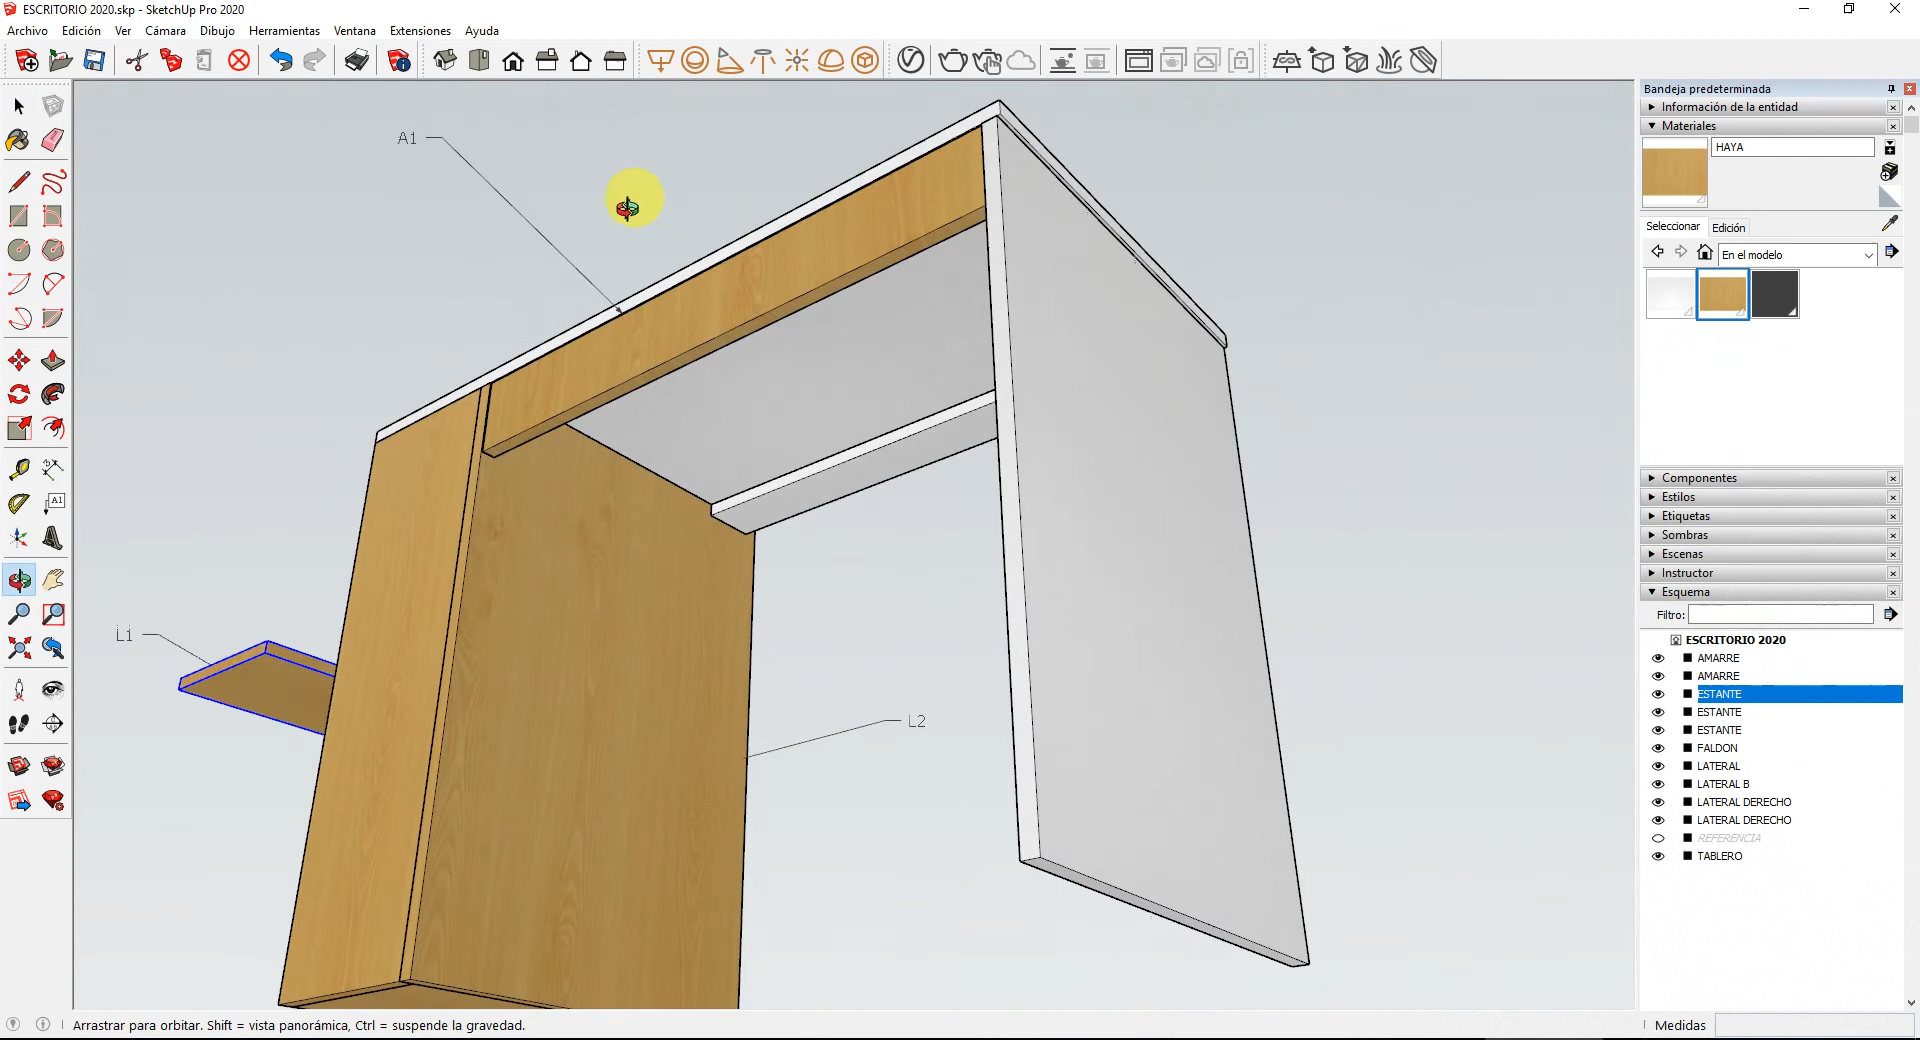 ESCRITORIO 2020.skp - SketchUp Pro 2020
Archivo Edición Ver Cámara Dibujo Herramientas Ventana Extensiones Ayuda
Bandeja predeterminada
Información de la entidad
Materiales
HAYA
Seleccionar Edición
En el modelo
Componentes
Estilos
Etiquetas
Sombras
Escenas
Instructor
Esquema
Filtro:
ESCRITORIO 2020
AMARRE
AMARRE
ESTANTE
ESTANTE
ESTANTE
FALDON
LATERAL
LATERAL B
LATERAL DERECHO
LATERAL DERECHO
REFERENCIA
TABLERO
A1
A1
L1
L2
Arrastrar para orbitar. Shift = vista panorámica, Ctrl = suspende la gravedad.
Medidas